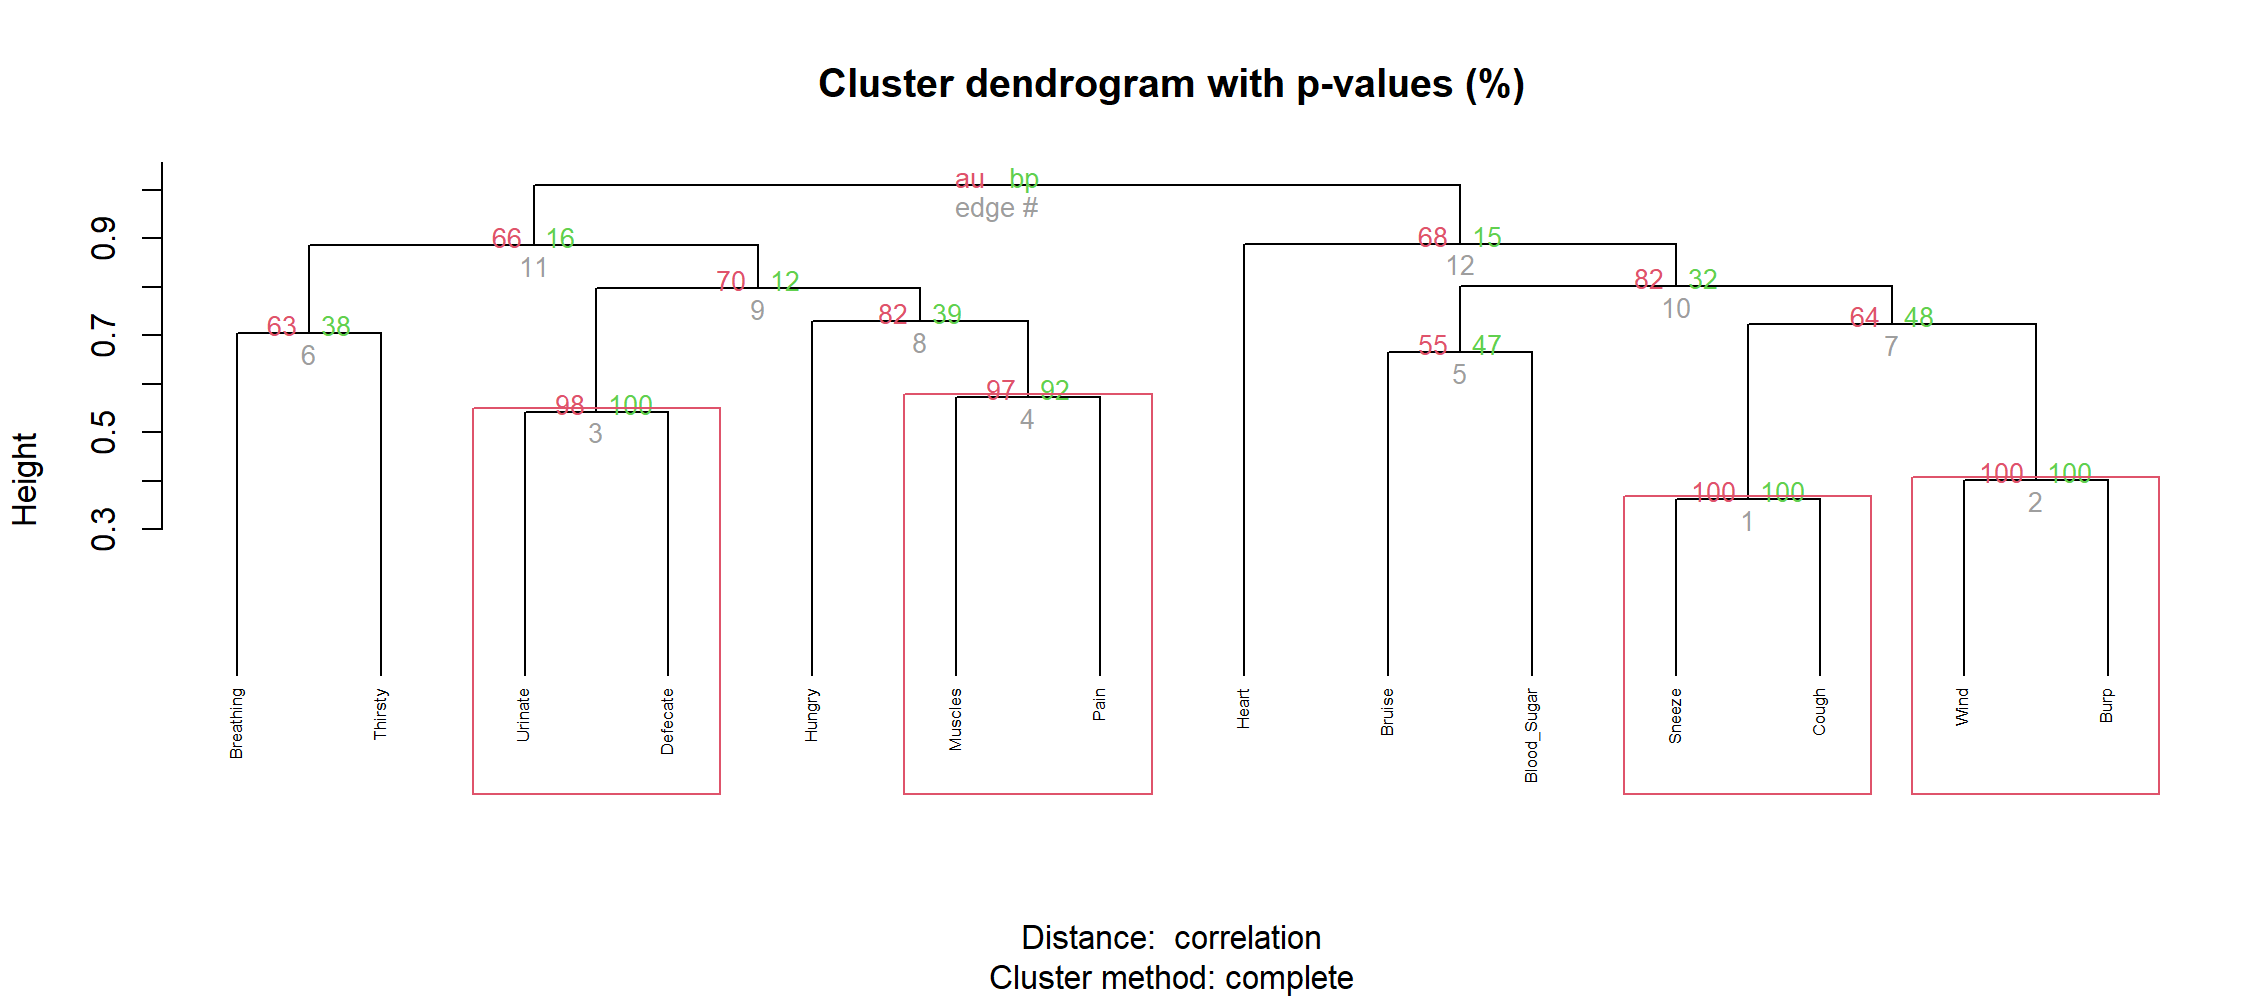 Cluster dendrogram with p-values (%)
au bp
edge #
66 16
11
68 15
12
70 12
9
82 32
10
63 38
6
82 39
8
64 48
7
55 47
5
98 100
3
97 92
4
100 100
1
100 100
2
Height
0.9
0.7
0.5
0.3
Breathing
Thirsty
Urinate
Defecate
Hungry
Muscles
Pain
Heart
Bruise
Blood_Sugar
Sneeze
Cough
Wind
Burp
Distance: correlation
Cluster method: complete